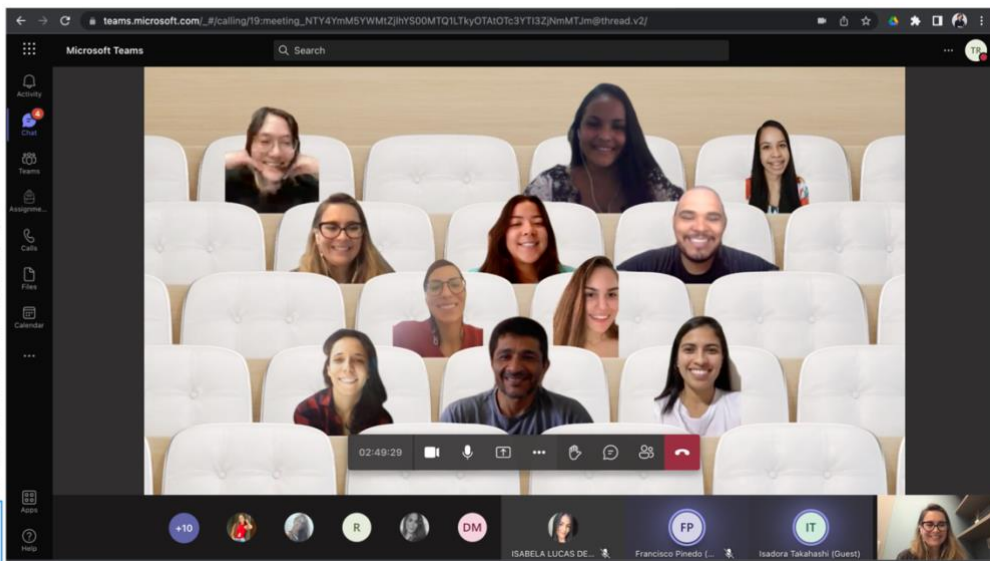 teams.microsoft.com/_#/calling/19:meeting_NTY4YmM5YWMtZjlhYS00MTQ1LTkyOTAtOTc3YTI3ZjNmMTJm@thread.v2/
Microsoft Teams
Search
TR
Activity
4
Chat
Teams
Assignme...
Calls
Files
Calendar
02:49:29
Apps
Help
+10
R
DM
ISABELA LUCAS DE...
FP
Francisco Pinedo (...
IT
Isadora Takahashi (Guest)